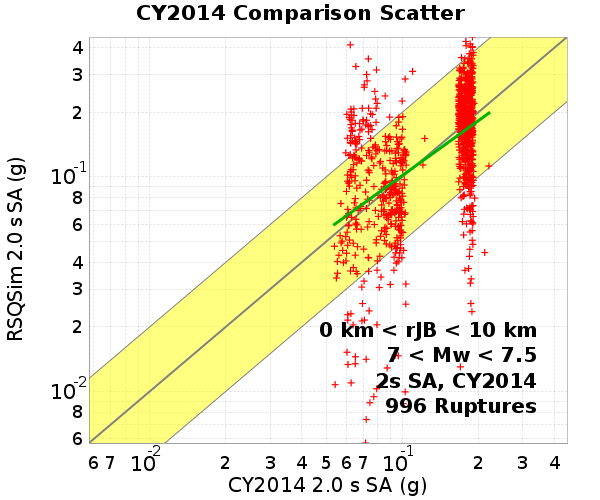 CY2014 Comparison Scatter
RSQSim 2.0 s SA (g)
4
3
2
10-1
8
6
4
3
2
10-2
8
6
0 km < rJB < 10 km
7 < Mw < 7.5
2s SA, CY2014
996 Ruptures
6 7 10-2 2 3 4 5 6 7 10-1 2 3 4
CY2014 2.0 s SA (g)